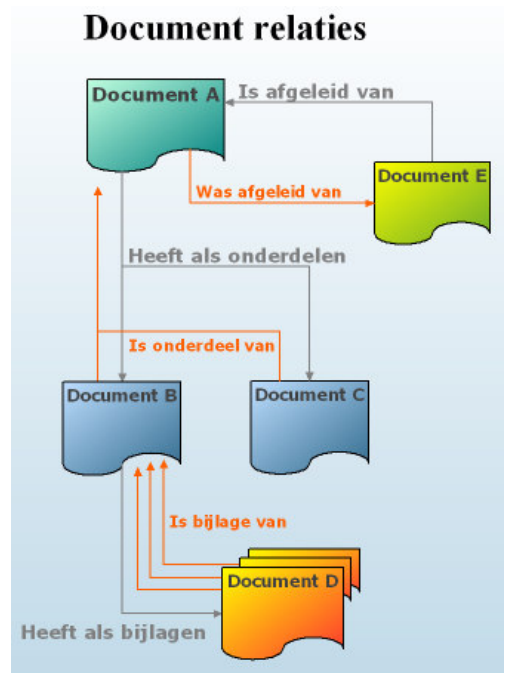 Document relaties
Document A
Is afgeleid van
Document E
Was afgeleid van
Heeft als onderdelen
Is onderdeel van
Document B
Document C
Is bijlage van
Document D
Heeft als bijlagen